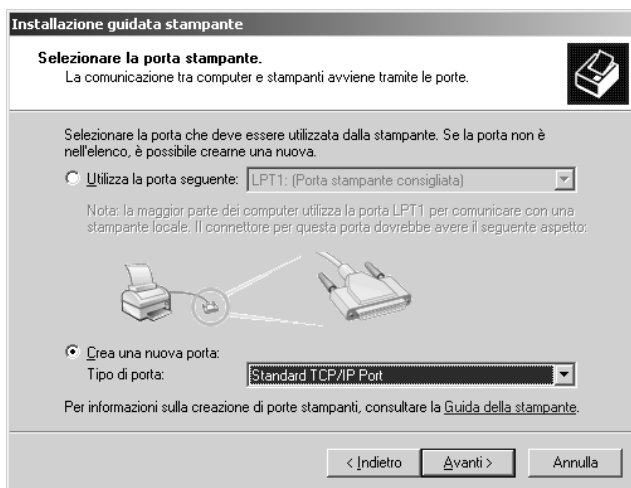 Installazione guidata stampante
Selezionare la porta stampante.
La comunicazione tra computer e stampanti avviene tramite le porte.
Selezionare la porta che deve essere utilizzata dalla stampante. Se la porta non è
nell'elenco, è possibile crearne una nuova.
Utilizza la porta seguente: LPT1: (Porta stampante consigliata)
Nota: la maggior parte dei computer utilizza la porta LPT1 per comunicare con una
stampante locale. Il connettore per questa porta dovrebbe avere il seguente aspetto:
Crea una nuova porta:
Tipo di porta: Standard TCP/IP Port
Per informazioni sulla creazione di porte stampanti, consultare la Guida della stampante.
< Indietro Avanti > Annulla